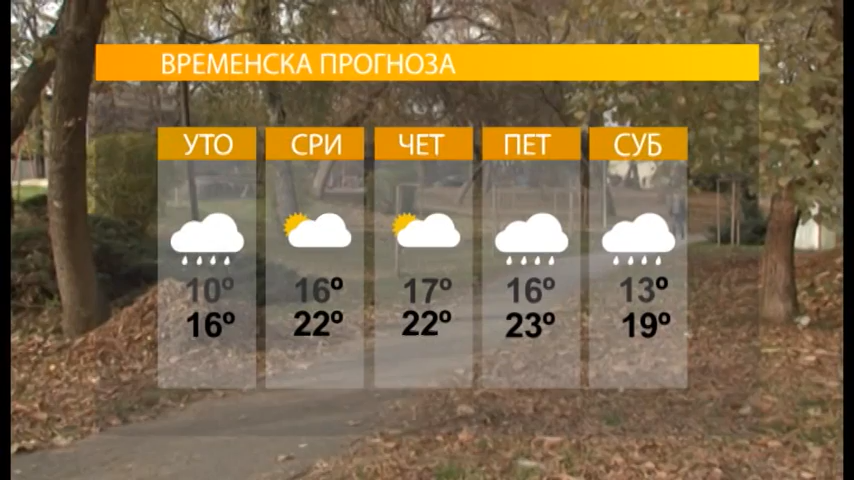 ВРЕМЕНСКА ПРОГНОЗА
УТО СРИ ЧЕТ ПЕТ СУБ
10º 16º 17º 16º 13º
16º 22º 22º 23º 19º